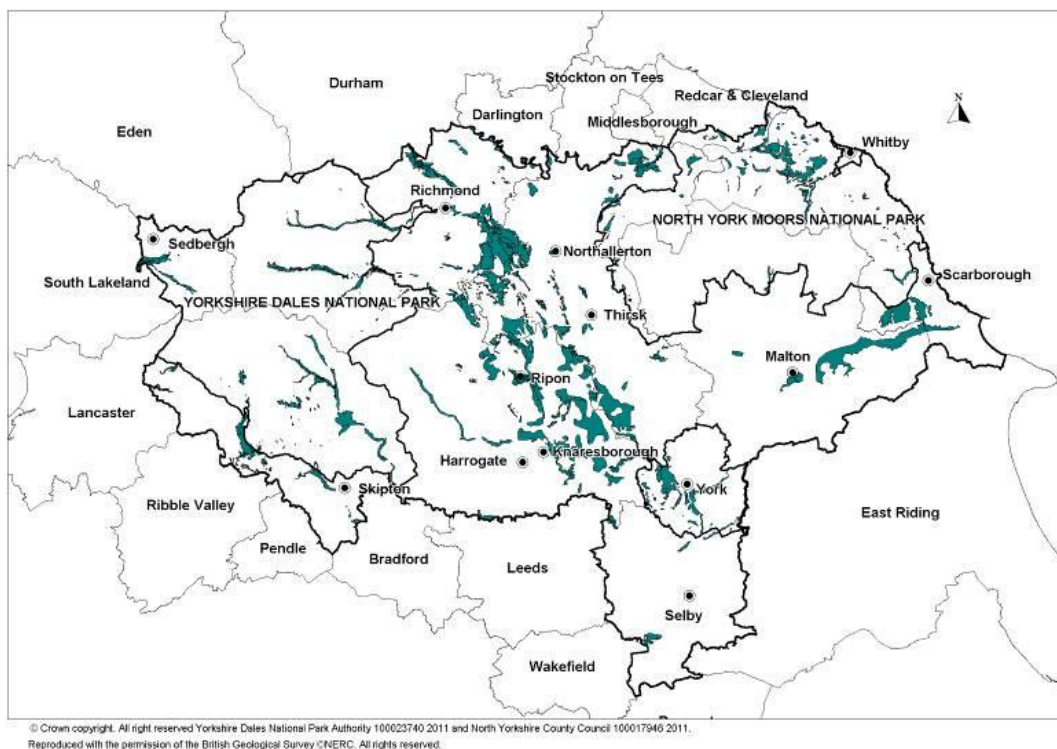 Stockton on Tees
Durham
Redcar & Cleveland
Darlington
N
Middlesborough
Eden
Whitby
Richmond
NORTH YORK MOORS NATIONAL PARK
Sedbergh
Northallerton
South Lakeland
Scarborough
YORKSHIRE DALES NATIONAL PARK
Thirsk
Malton
Ripon
Lancaster
Knaresborough
Harrogate
York
Skipton
Ribble Valley
East Riding
Pendle
Bradford
Leeds
Selby
Wakefield
© Crown copyright. All right reserved Yorkshire Dales National Park Authority 100023740 2011 and North Yorkshire County Council 100017946 2011.
Reproduced with the permission of the British Geological Survey ©NERC. All rights reserved.